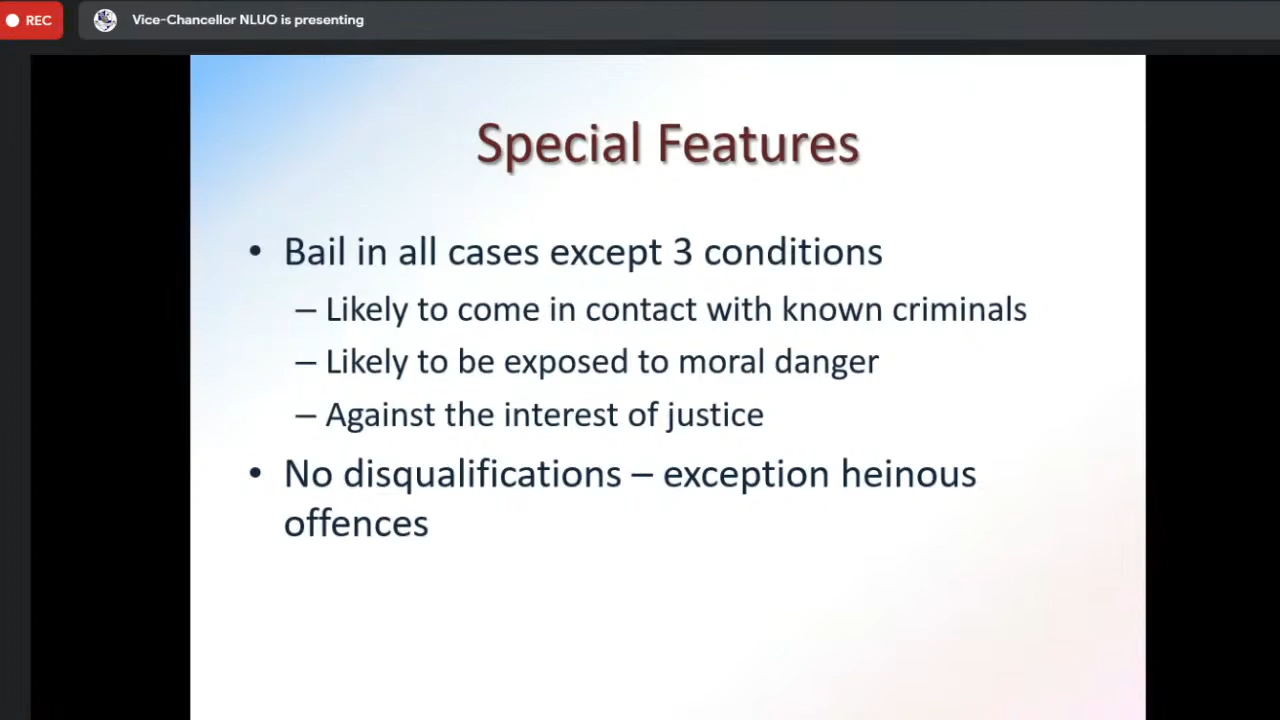 REC
Vice-Chancellor NLUO is presenting
Special Features
• Bail in all cases except 3 conditions
– Likely to come in contact with known criminals
– Likely to be exposed to moral danger
– Against the interest of justice
• No disqualifications – exception heinous
offences